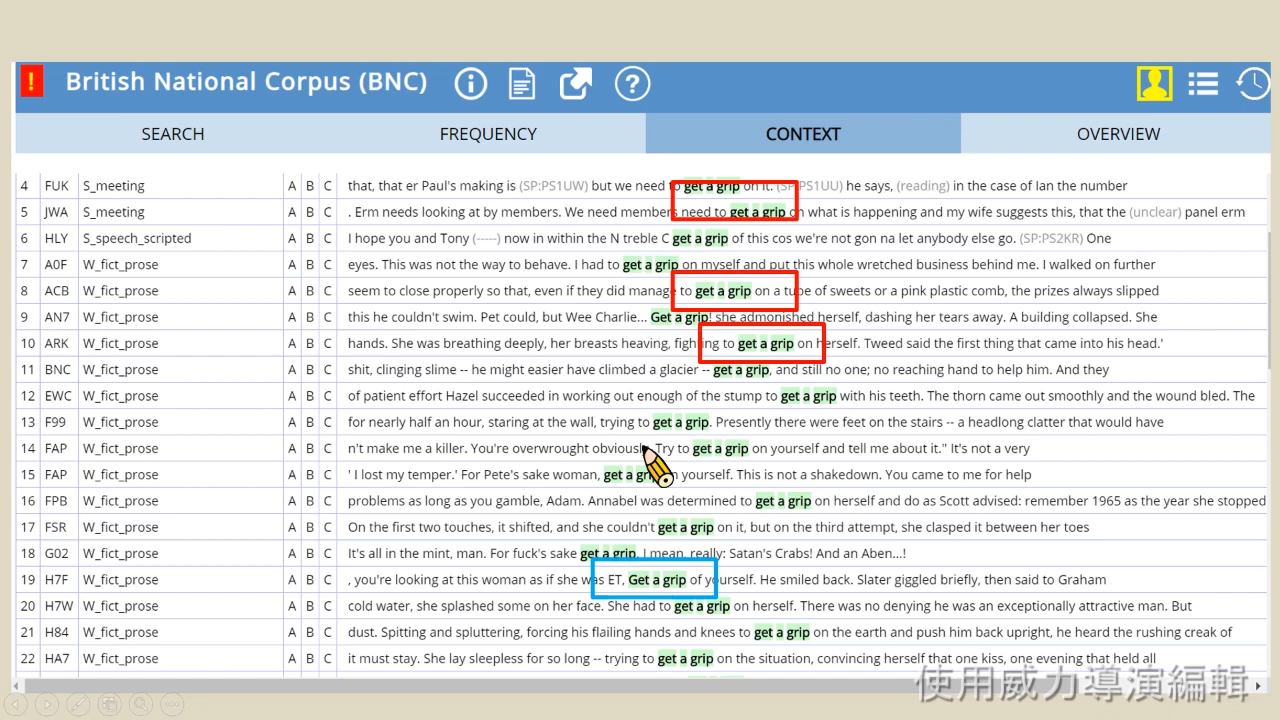 ! British National Corpus (BNC)
SEARCH FREQUENCY CONTEXT OVERVIEW
4 FUK S_meeting A B C that, that er Paul's making is (SP:PS1UW) but we need to get a grip on it. (SP:PS1UU) he says, (reading) in the case of Ian the number
5 JWA S_meeting A B C . Erm needs looking at by members. We need members need to get a grip on what is happening and my wife suggests this, that the (unclear) panel erm
6 HLY S_speech_scripted A B C I hope you and Tony (-----) now in within the N treble C get a grip of this cos we're not gon na let anybody else go. (SP:PS2KR) One
7 A0F W_fict_prose A B C eyes. This was not the way to behave. I had to get a grip on myself and put this whole wretched business behind me. I walked on further
8 ACB W_fict_prose A B C seem to close properly so that, even if they did manage to get a grip on a tube of sweets or a pink plastic comb, the prizes always slipped
9 AN7 W_fict_prose A B C this he couldn't swim. Pet could, but Wee Charlie... Get a grip! she admonished herself, dashing her tears away. A building collapsed. She
10 ARK W_fict_prose A B C hands. She was breathing deeply, her breasts heaving, fighting to get a grip on herself. Tweed said the first thing that came into his head.'
11 BNC W_fict_prose A B C shit, clinging slime -- he might easier have climbed a glacier -- get a grip, and still no one; no reaching hand to help him. And they
12 EWC W_fict_prose A B C of patient effort Hazel succeeded in working out enough of the stump to get a grip with his teeth. The thorn came out smoothly and the wound bled. The
13 F99 W_fict_prose A B C for nearly half an hour, staring at the wall, trying to get a grip. Presently there were feet on the stairs -- a headlong clatter that would have
14 FAP W_fict_prose A B C n't make me a killer. You're overwrought obviously. Try to get a grip on yourself and tell me about it." It's not a very
15 FAP W_fict_prose A B C ' I lost my temper.' For Pete's sake woman, get a grip on yourself. This is not a shakedown. You came to me for help
16 FPB W_fict_prose A B C problems as long as you gamble, Adam. Annabel was determined to get a grip on herself and do as Scott advised: remember 1965 as the year she stopped
17 FSR W_fict_prose A B C On the first two touches, it shifted, and she couldn't get a grip on it, but on the third attempt, she clasped it between her toes
18 G02 W_fict_prose A B C It's all in the mint, man. For fuck's sake get a grip. I mean, really: Satan's Crabs! And an Aben...!
19 H7F W_fict_prose A B C , you're looking at this woman as if she was ET, Get a grip of yourself. He smiled back. Slater giggled briefly, then said to Graham
20 H7W W_fict_prose A B C cold water, she splashed some on her face. She had to get a grip on herself. There was no denying he was an exceptionally attractive man. But
21 H84 W_fict_prose A B C dust. Spitting and spluttering, forcing his flailing hands and knees to get a grip on the earth and push him back upright, he heard the rushing creak of
22 HA7 W_fict_prose A B C it must stay. She lay sleepless for so long -- trying to get a grip on the situation, convincing herself that one kiss, one evening that held all
使用威力導演編輯